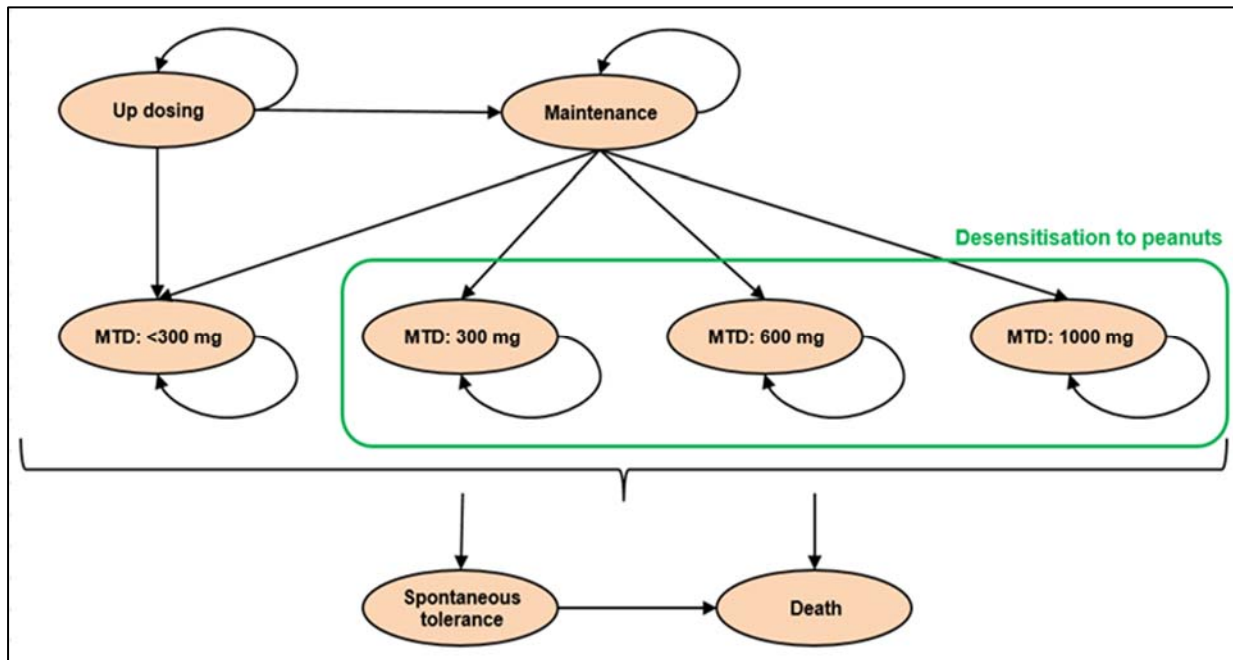 Up dosing
Maintenance
Desensitisation to peanuts
MTD: <300 mg
MTD: 300 mg
MTD: 600 mg
MTD: 1000 mg
Spontaneous
tolerance
Death